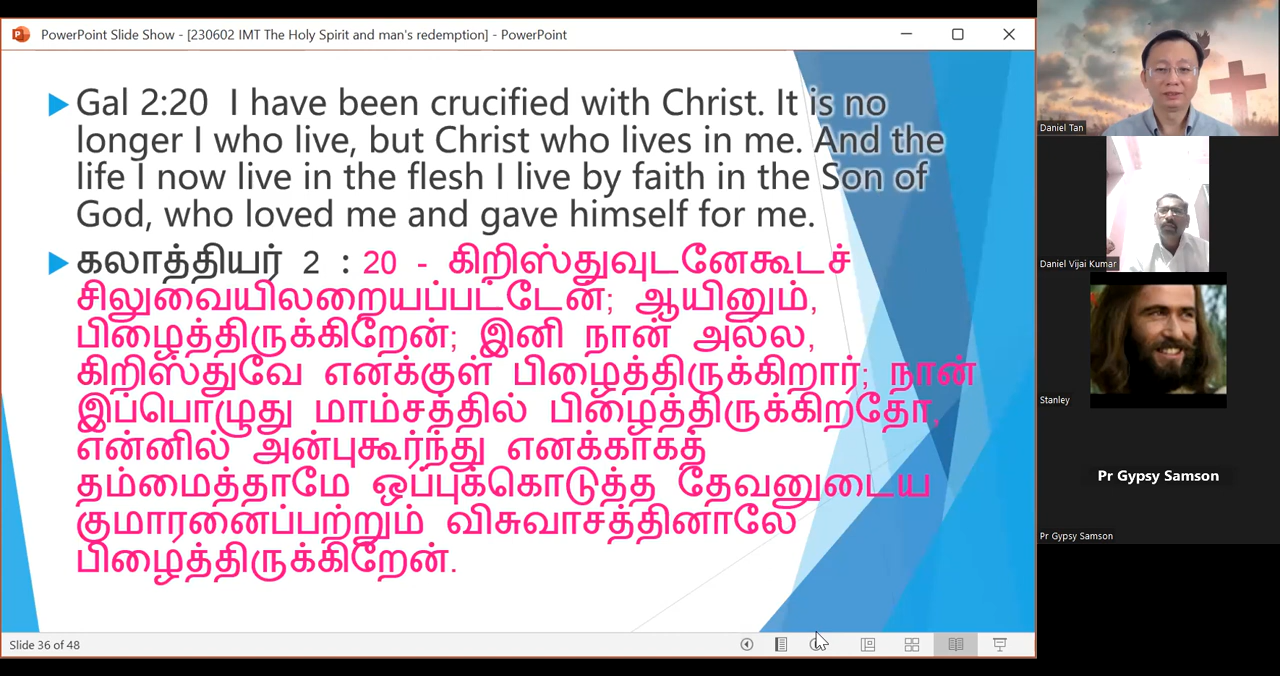 PowerPoint Slide Show - [230602 IMT The Holy Spirit and man's redemption] - PowerPoint
Gal 2:20 I have been crucified with Christ. It is no
longer I who live, but Christ who lives in me. And the
life I now live in the flesh I live by faith in the Son of
God, who loved me and gave himself for me.
கலாத்தியர் 2 : 20 - கிறிஸ்துவுடனேகூடச்
சிலுவையிலறையப்பட்டேன்; ஆயினும்,
பிழைத்திருக்கிறேன்; இனி நான் அல்ல,
கிறிஸ்துவே எனக்குள் பிழைத்திருக்கிறார்; நான்
இப்பொழுது மாம்சத்தில் பிழைத்திருக்கிறதோ,
என்னில் அன்புகூர்ந்து எனக்காகத்
தம்மைத்தாமே ஒப்புக்கொடுத்த தேவனுடைய
குமாரனைப்பற்றும் விசுவாசத்தினாலே
பிழைத்திருக்கிறேன்.
Slide 36 of 48
Daniel Tan
Daniel Vijai Kumar
Stanley
Pr Gypsy Samson
Pr Gypsy Samson